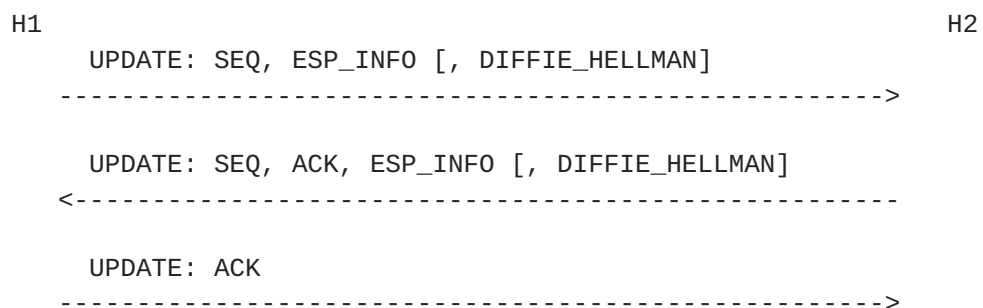 H1 H2
UPDATE: SEQ, ESP_INFO [, DIFFIE_HELLMAN]
----------------------------------------------------->
UPDATE: SEQ, ACK, ESP_INFO [, DIFFIE_HELLMAN]
<-----------------------------------------------------
UPDATE: ACK
----------------------------------------------------->